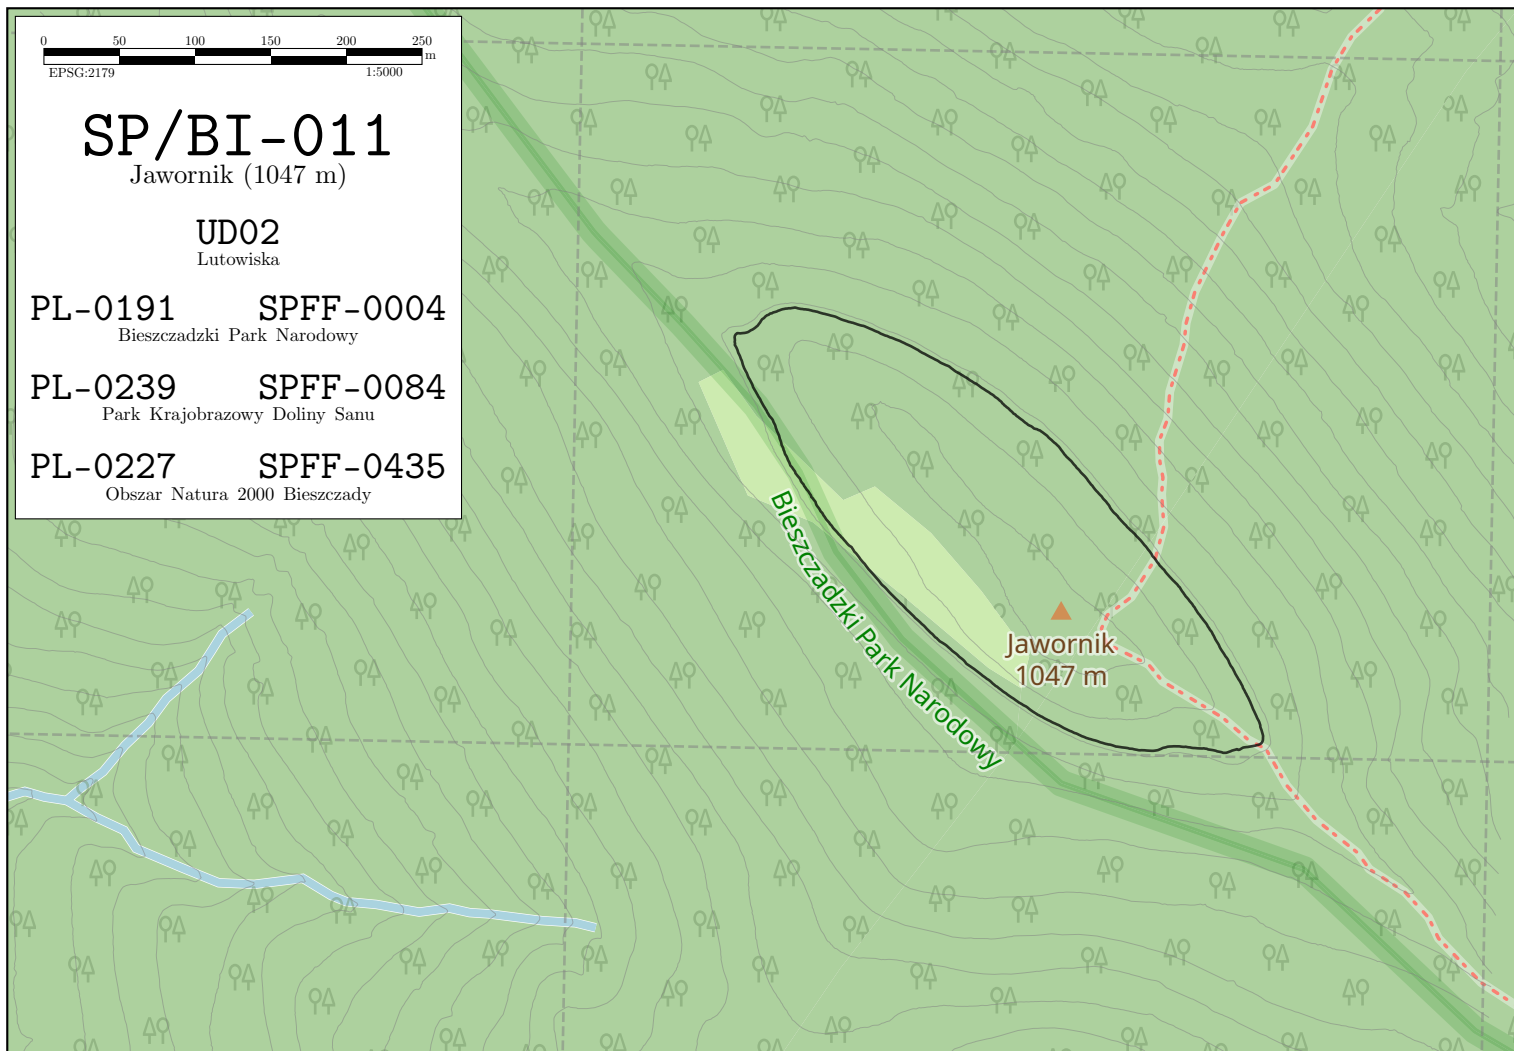 0 50 100 150 200 250
m
EPSG:2179 1:5000
SP/BI-011
Jawornik (1047 m)
UD02
Lutowiska
PL-0191 SPFF-0004
Bieszczadzki Park Narodowy
PL-0239 SPFF-0084
Park Krajobrazowy Doliny Sanu
PL-0227 SPFF-0435
Obszar Natura 2000 Bieszczady
Bieszczadzki Park Narodowy
Jawornik
1047 m